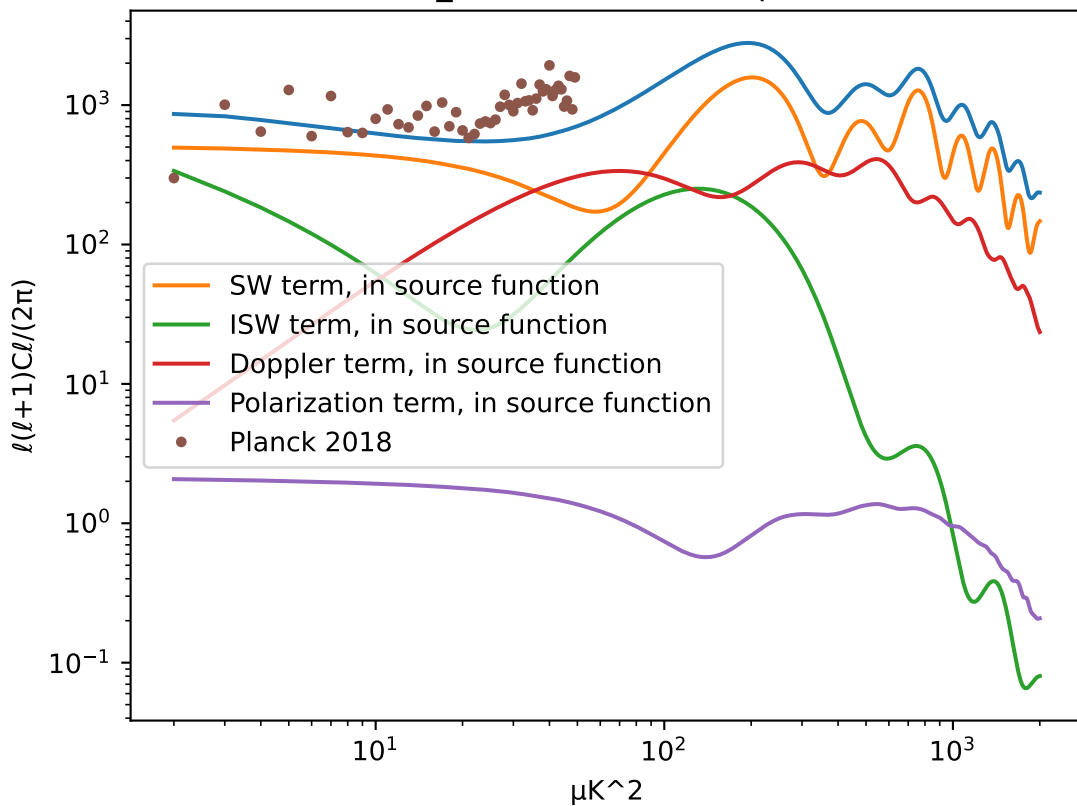 10³
10²
10¹
10⁰
10⁻¹
ℓ(ℓ+1)Cℓ/(2π)
SW term, in source function
ISW term, in source function
Doppler term, in source function
Polarization term, in source function
Planck 2018
10¹
10²
10³
μK^2